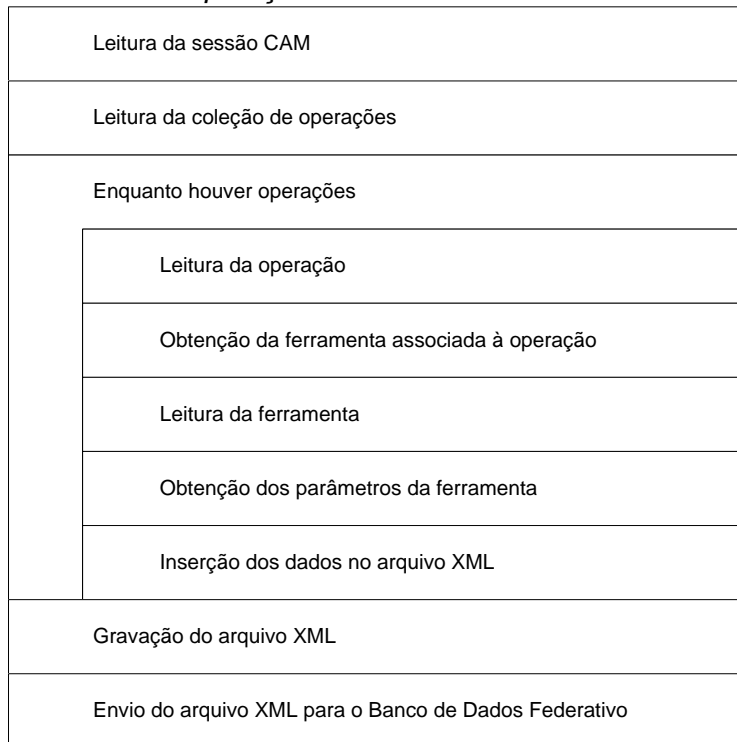 Leitura da sessão CAM
Leitura da coleção de operações
Enquanto houver operações
Leitura da operação
Obtenção da ferramenta associada à operação
Leitura da ferramenta
Obtenção dos parâmetros da ferramenta
Inserção dos dados no arquivo XML
Gravação do arquivo XML
Envio do arquivo XML para o Banco de Dados Federativo